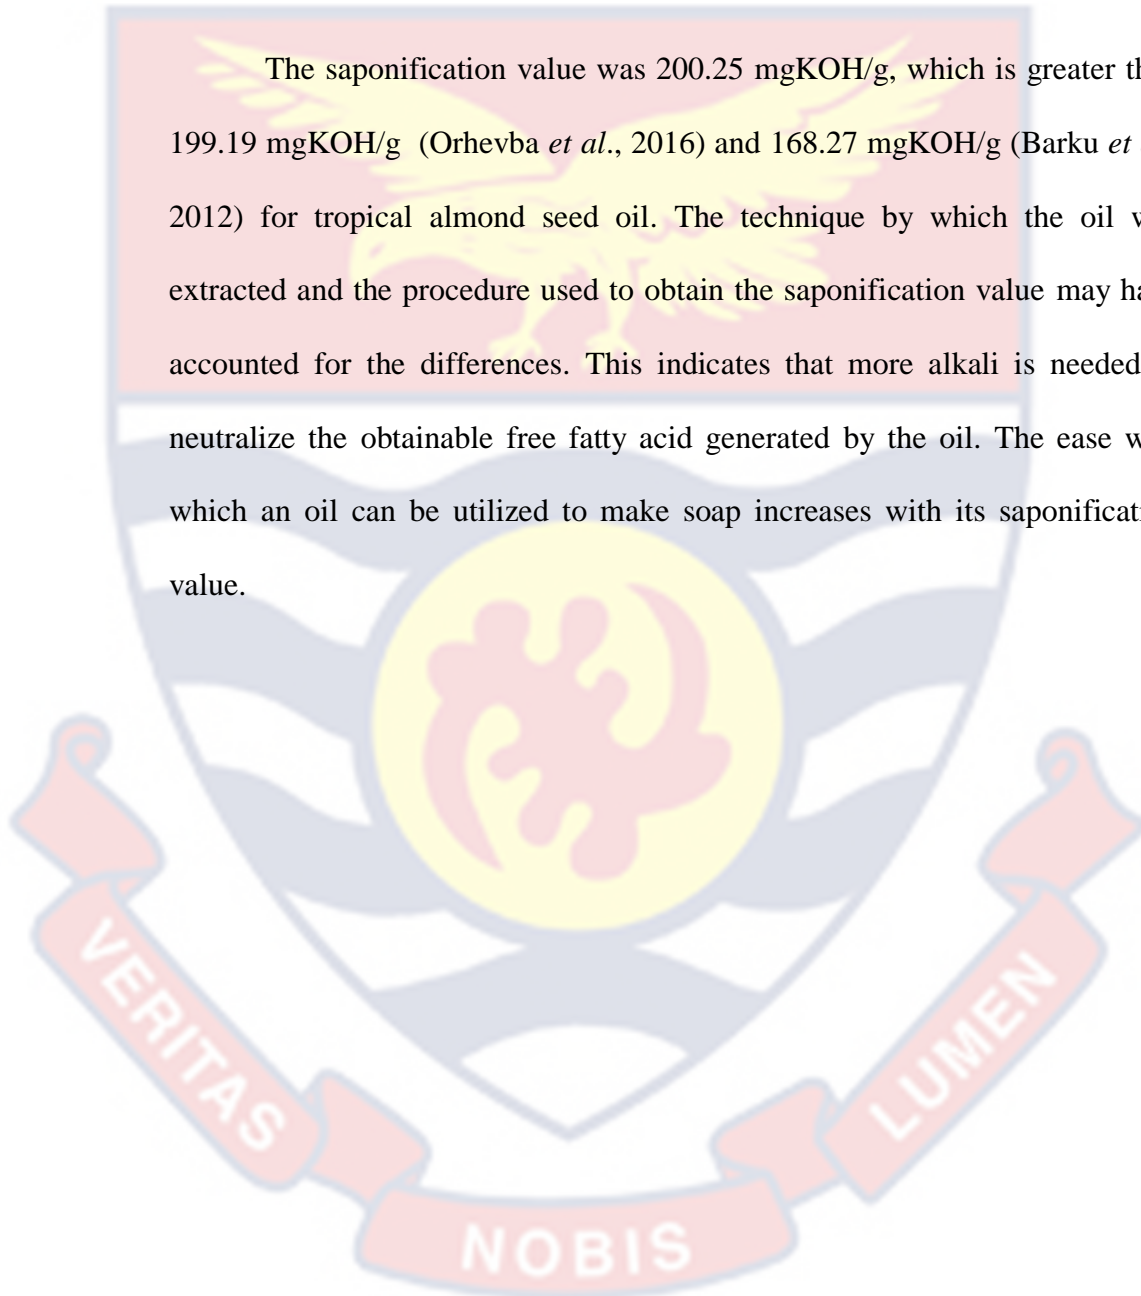 The saponification value was 200.25 mgKOH/g, which is greater th
199.19 mgKOH/g (Orhevba et al., 2016) and 168.27 mgKOH/g (Barku et
2012) for tropical almond seed oil. The technique by which the oil w
extracted and the procedure used to obtain the saponification value may ha
accounted for the differences. This indicates that more alkali is needed
neutralize the obtainable free fatty acid generated by the oil. The ease w
which an oil can be utilized to make soap increases with its saponificati
value.
VERITAS
NOBIS
LUMEN